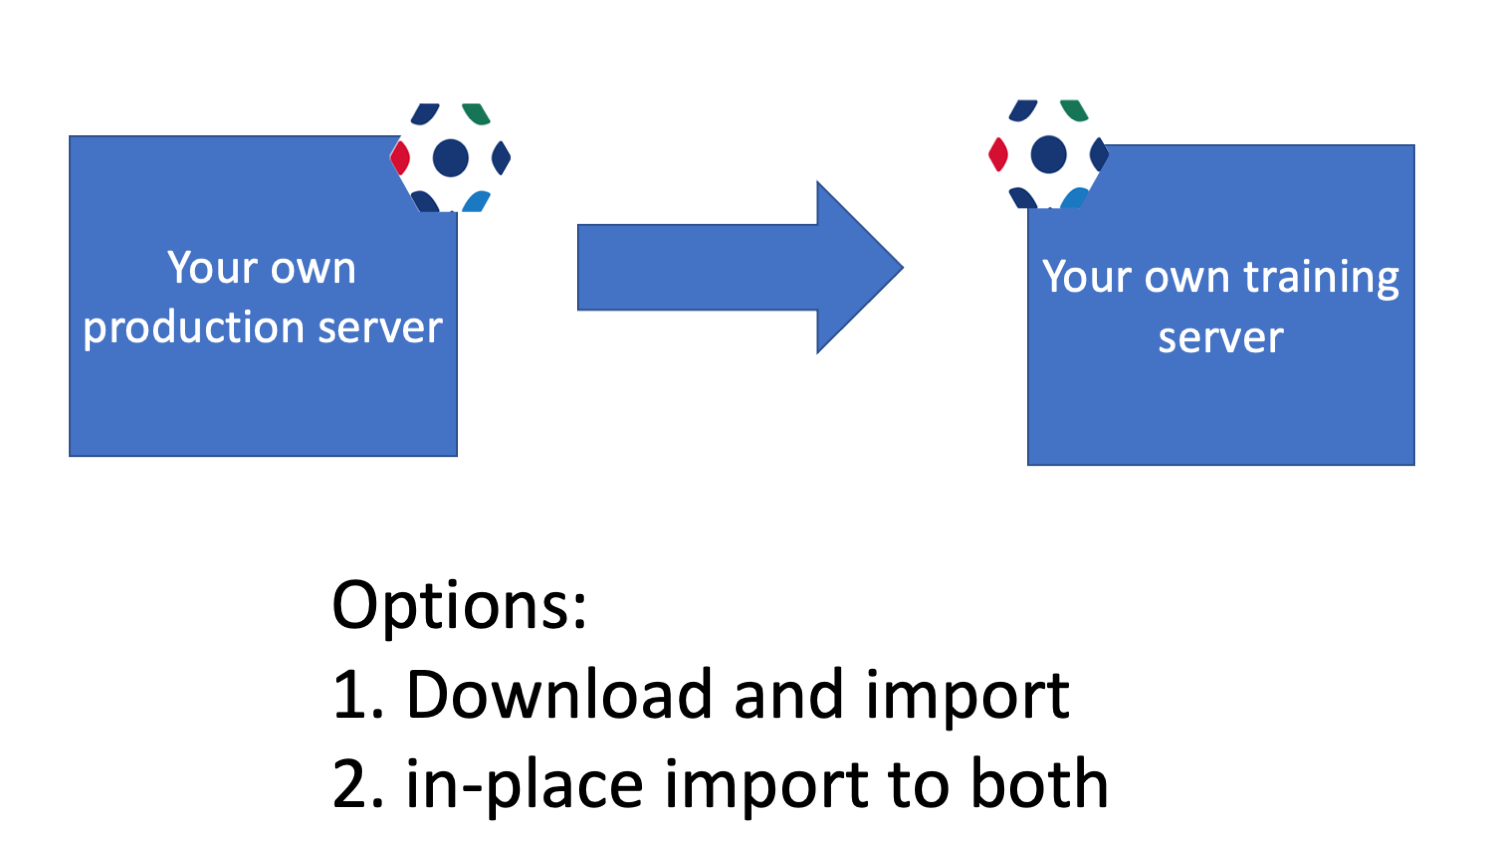 Your own
production server
Your own training
server
Options:
1. Download and import
2. in-place import to both